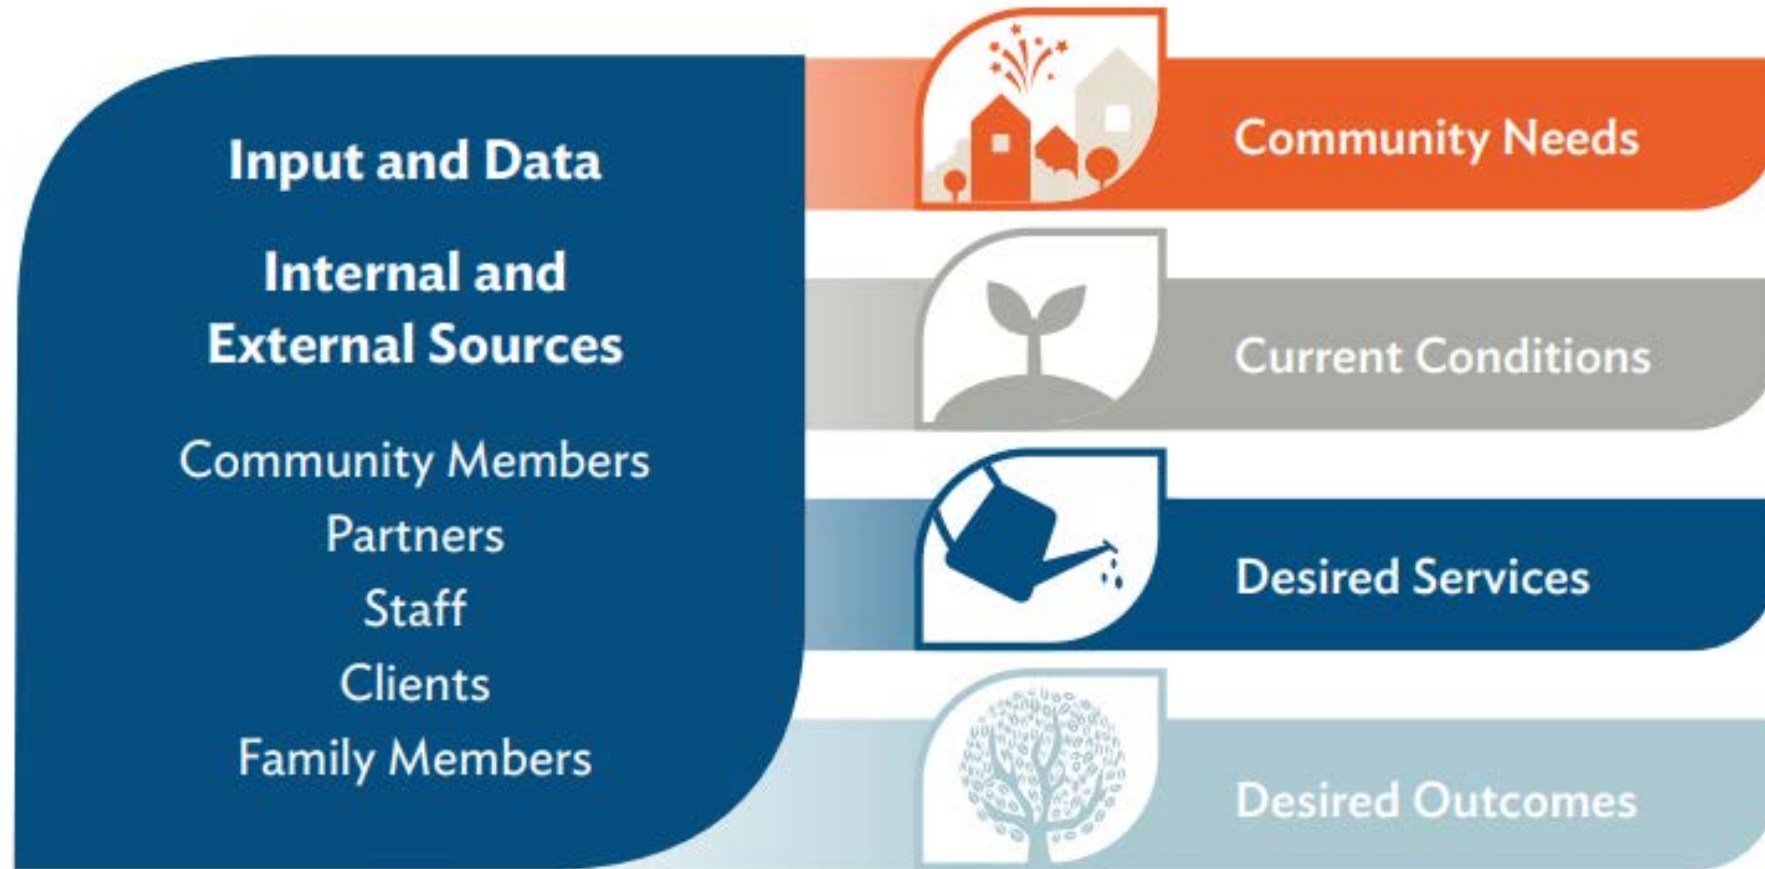 Input and Data
Internal and
External Sources
Community Members
Partners
Staff
Clients
Family Members
Community Needs
Current Conditions
Desired Services
Desired Outcomes